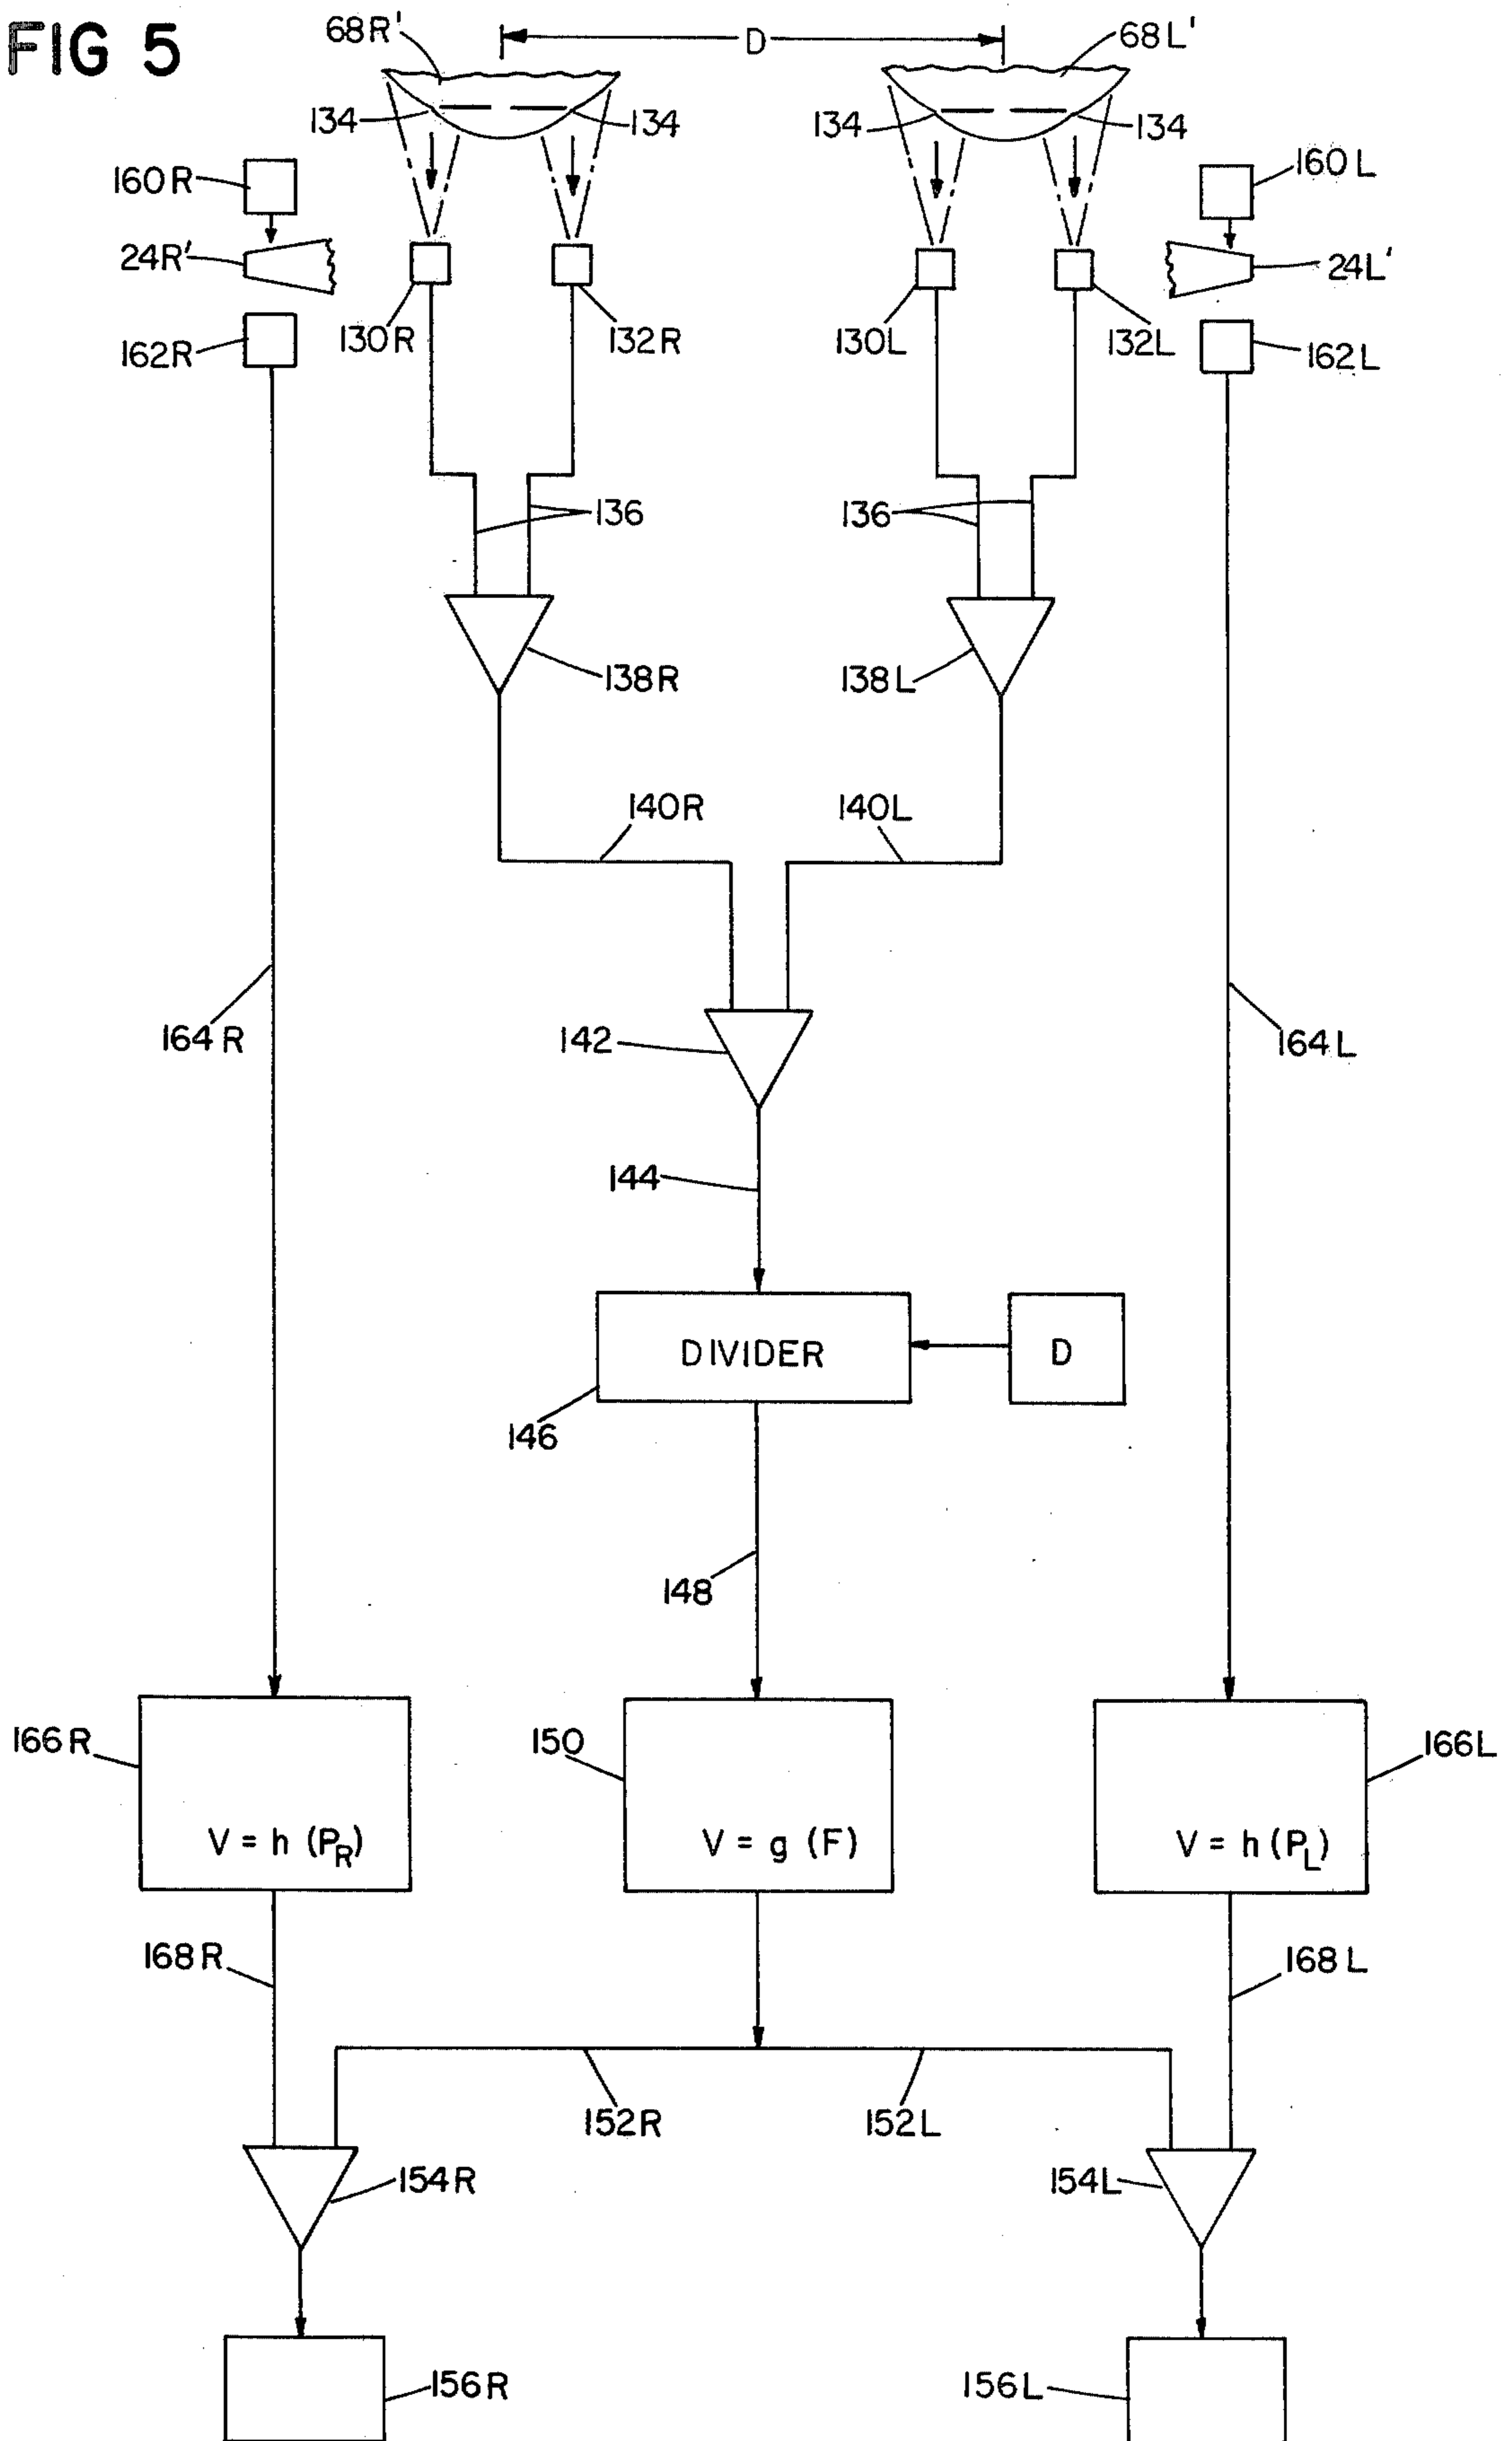 FIG 5
68R' D 68L'
134 134 134 134
160R 160L
24R' 24L'
130R 132R 130L 132L
162R 162L
136 136
138R 138L
140R 140L
164R 142 164L
144
DIVIDER D
146
148
166R 150 166L
V = h (PR) V = g (F) V = h (PL)
168R 168L
152R 152L
154R 154L
156R 156L